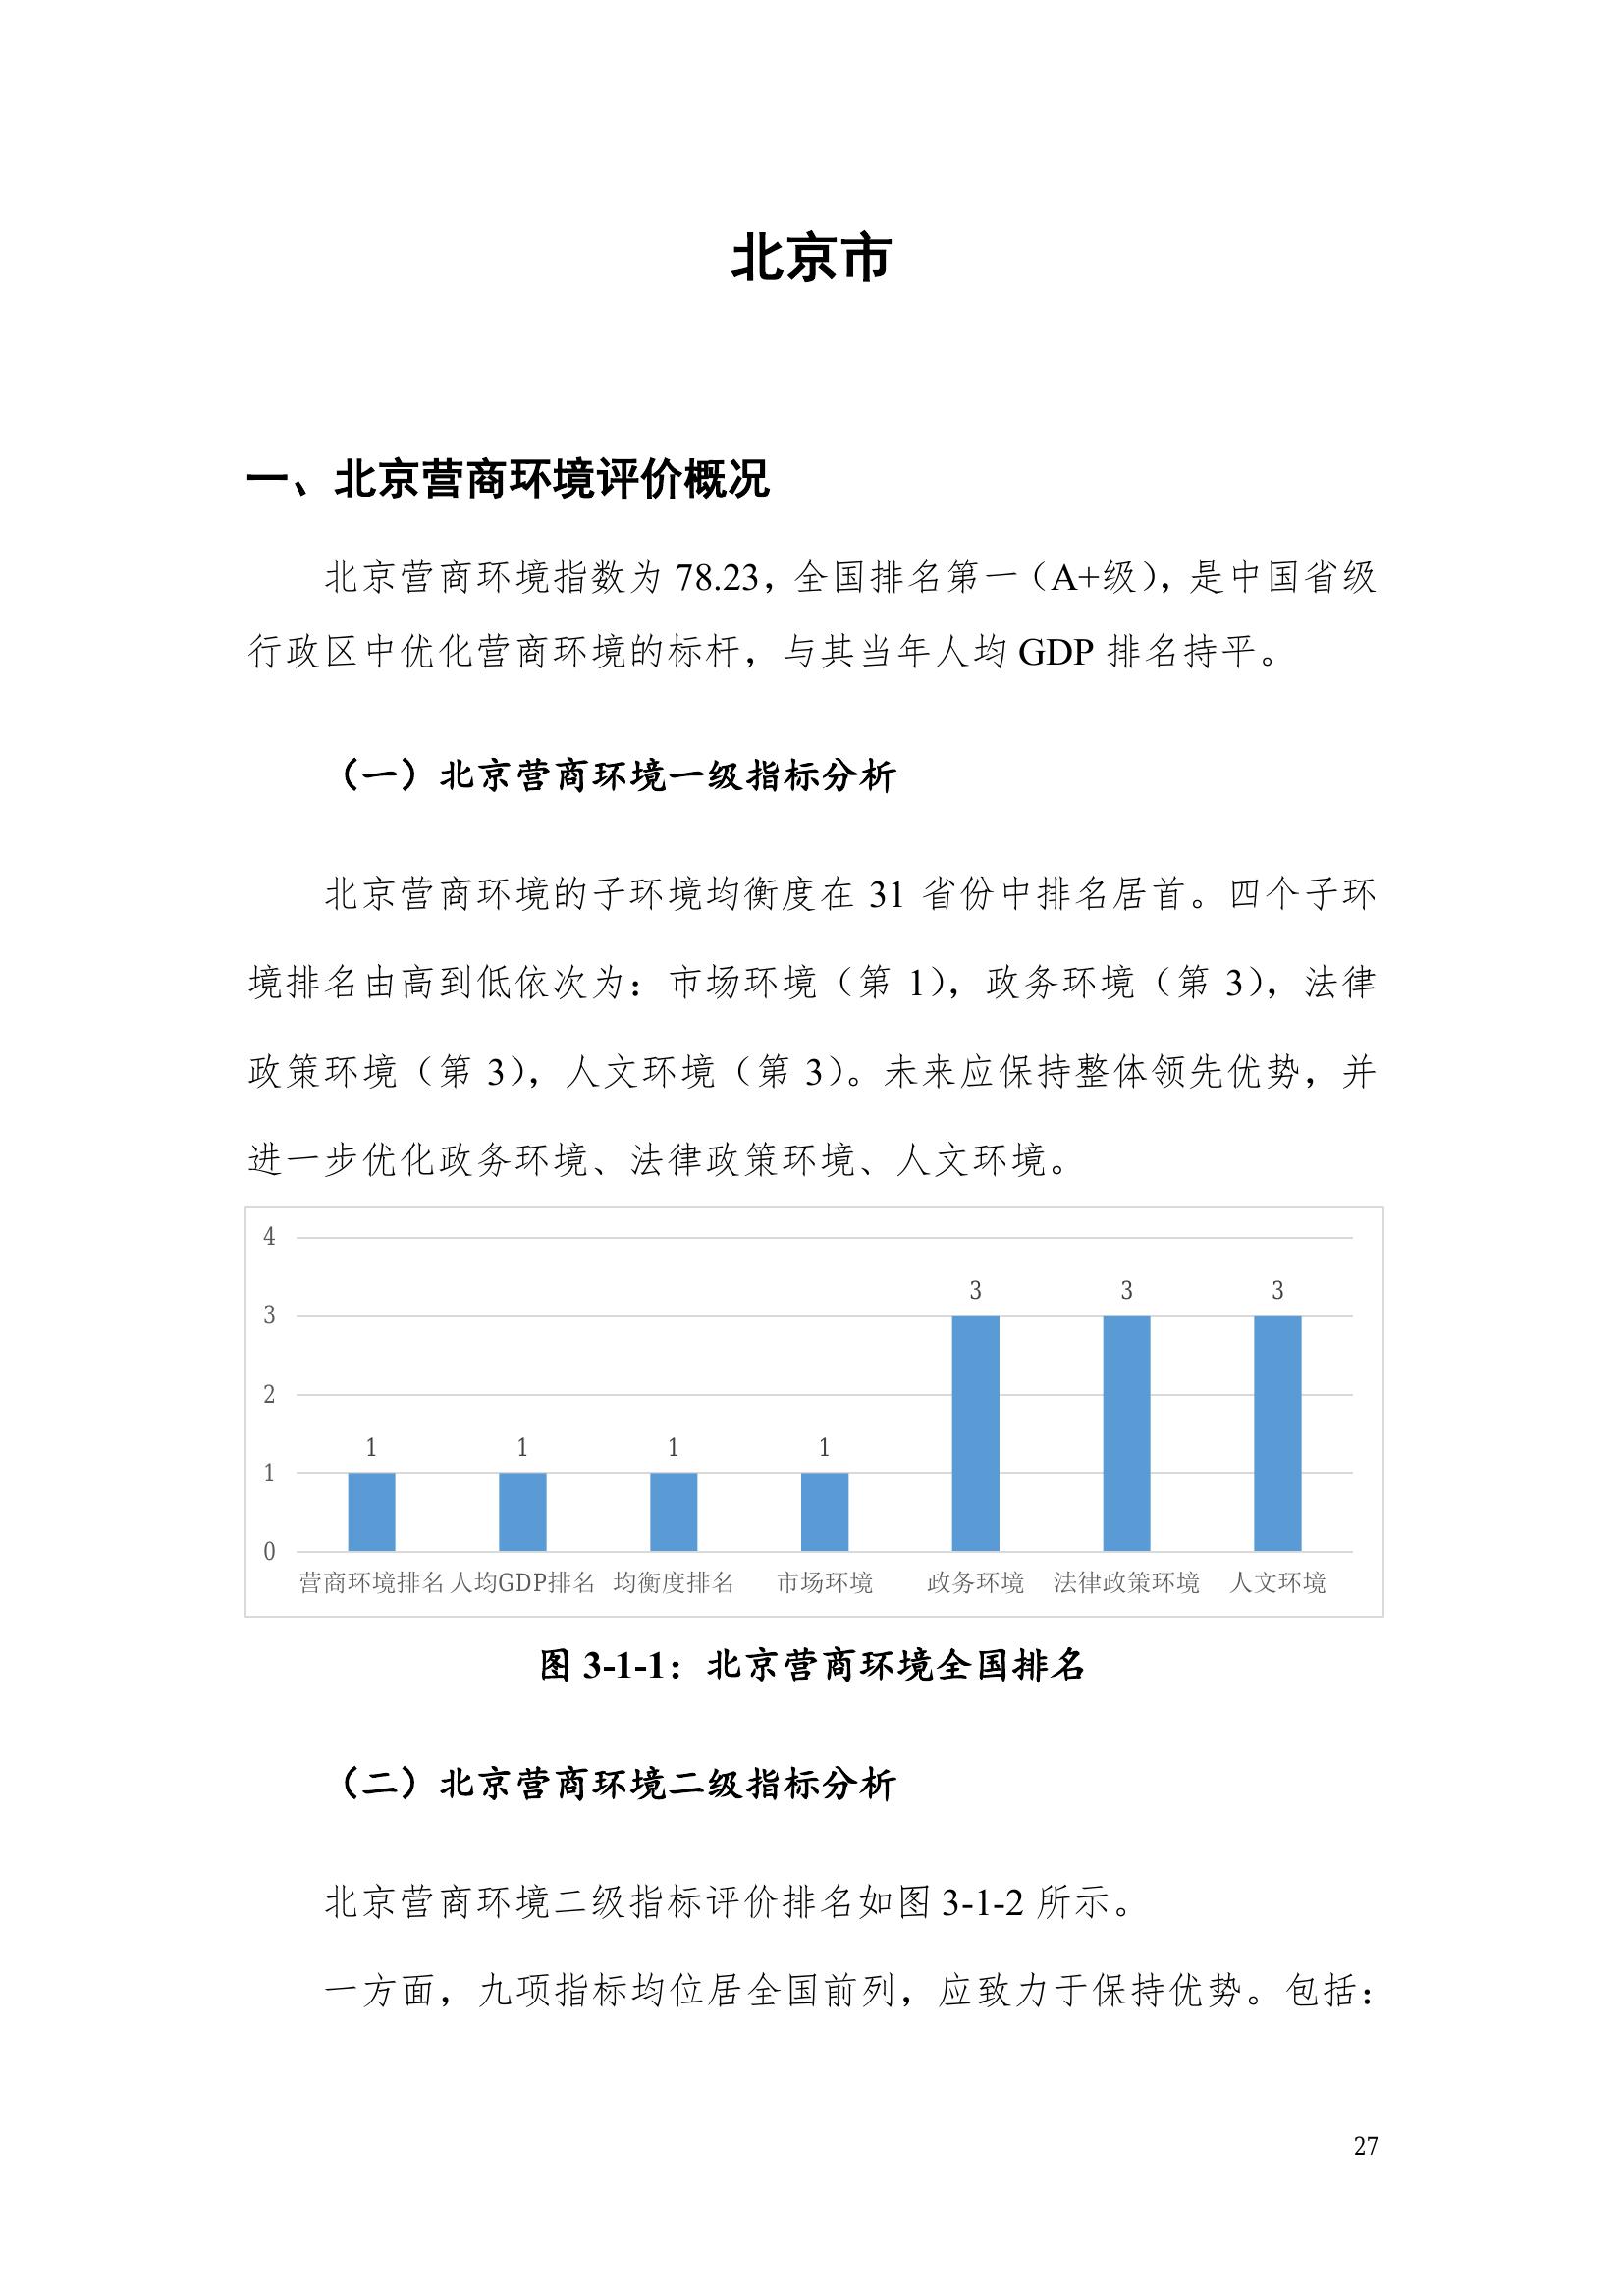 北京市
一、北京营商环境评价概况
北京营商环境指数为 78.23，全国排名第一（A+级），是中国省级
行政区中优化营商环境的标杆，与其当年人均 GDP 排名持平。
（一）北京营商环境一级指标分析
北京营商环境的子环境均衡度在 31 省份中排名居首。四个子环
境排名由高到低依次为：市场环境（第 1），政务环境（第 3），法律
政策环境（第 3），人文环境（第 3）。未来应保持整体领先优势，并
进一步优化政务环境、法律政策环境、人文环境。
4
3
2
1
0
1 1 1 1 3 3 3
营商环境排名 人均GDP排名 均衡度排名 市场环境 政务环境 法律政策环境 人文环境
图 3-1-1：北京营商环境全国排名
（二）北京营商环境二级指标分析
北京营商环境二级指标评价排名如图 3-1-2 所示。
一方面，九项指标均位居全国前列，应致力于保持优势。包括：
27